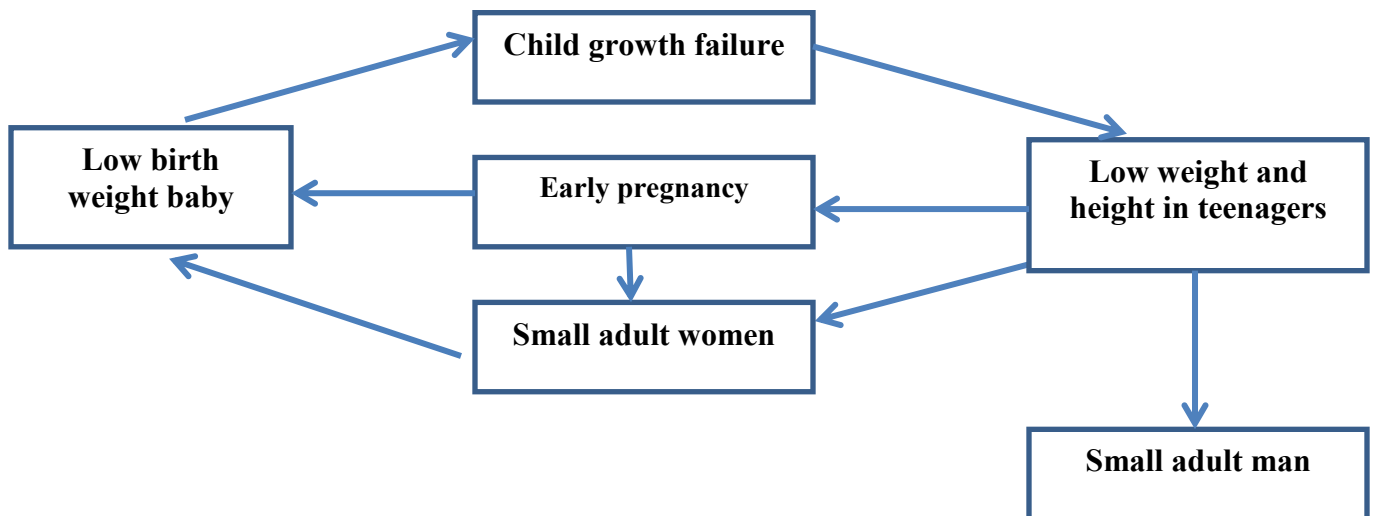 Child growth failure
Low birth
weight baby
Early pregnancy
Low weight and
height in teenagers
Small adult women
Small adult man